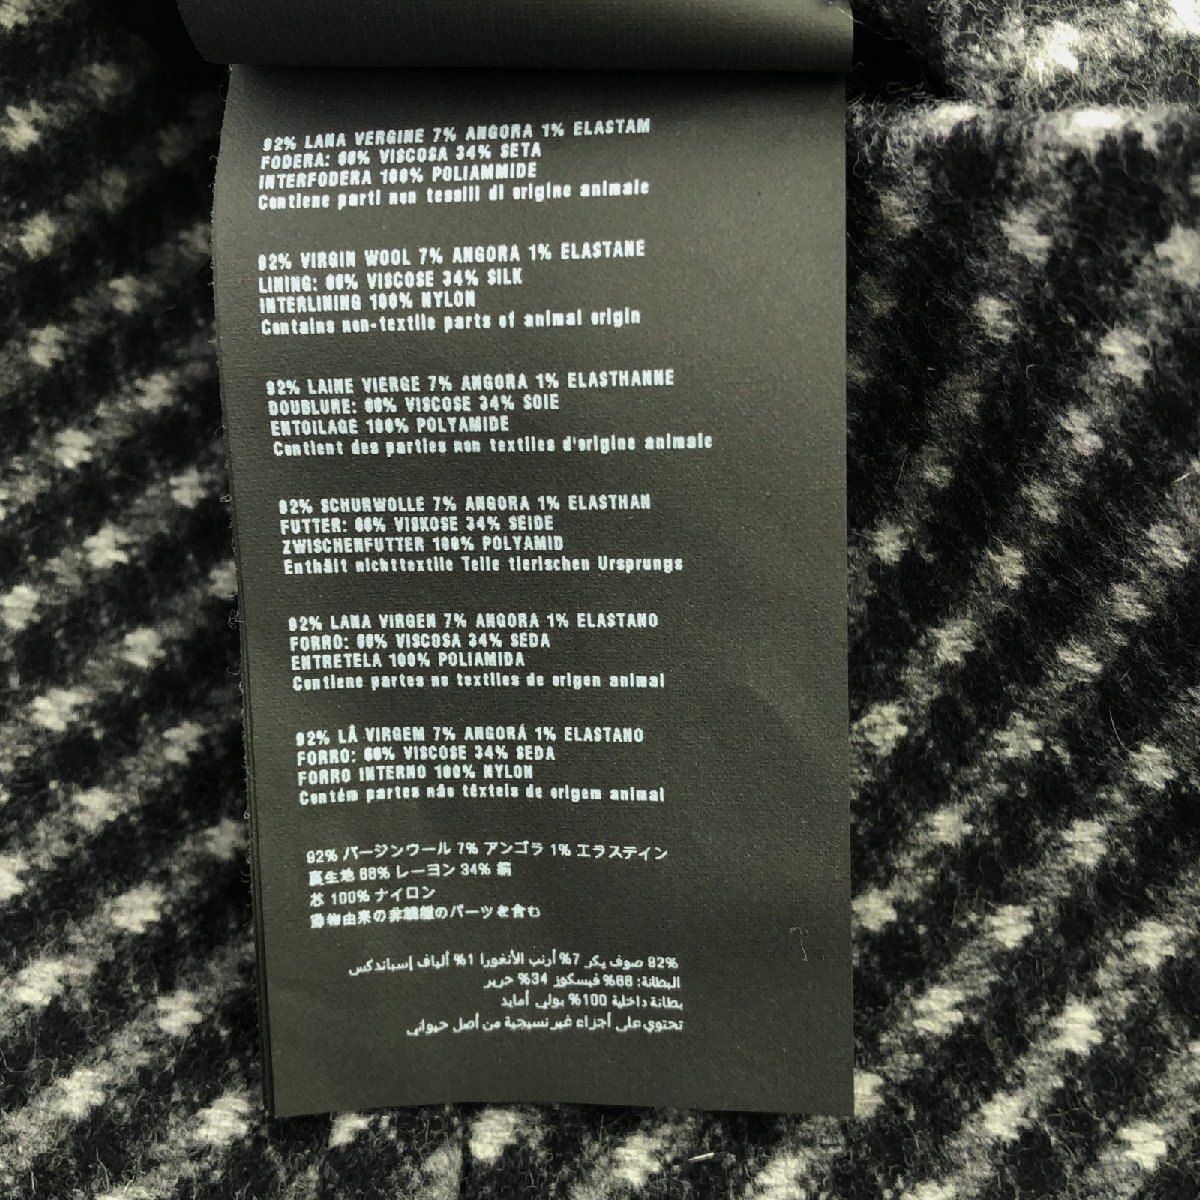 92% LANA VERGINE 7% ANGORA 1% ELASTAM
FODERA: 66% VISCOSA 34% SETA
INTERFODERA 100% POLIAMMIDE
Contiene parti non tessili di origine animale
92% VIRGIN WOOL 7% ANGORA 1% ELASTANE
LINING: 66% VISCOSE 34% SILK
INTERLINING 100% NYLON
Contains non-textile parts of animal origin
92% LAINE VIERGE 7% ANGORA 1% ELASTHANNE
DOUBLURE: 66% VISCOSE 34% SOIE
ENTOILAGE 100% POLYAMIDE
Contient des parties non textiles d'origine animale
92% SCHURWOLLE 7% ANGORA 1% ELASTHAN
FUTTER: 66% VISKOSE 34% SEIDE
ZWISCHENFUTTER 100% POLYAMID
Enthält nichttextile Teile tierischen Ursprungs
92% LANA VIRGEN 7% ANGORA 1% ELASTANO
FORRO: 66% VISCOSA 34% SEDA
ENTRETELA 100% POLIAMIDA
Contiene partes no textiles de origen animal
92% LÃ VIRGEM 7% ANGORÁ 1% ELASTANO
FORRO: 66% VISCOSE 34% SEDA
FORRO INTERNO 100% NYLON
Contém partes não têxteis de origem animal
92% バージンウール 7% アンゴラ 1% エラステイン
裏生地 66% レーヨン 34% 絹
芯 100% ナイロン
動物由来の非繊維のパーツを含む
92% صوف بكر 7% أرنب الأنغورا 1% ألياف إسباندكس
البطانة: 66% فيسكوز 34% حرير
بطانة داخلية 100% بولي أمايد
تحتوي على أجزاء غير نسيجية من أصل حيواني